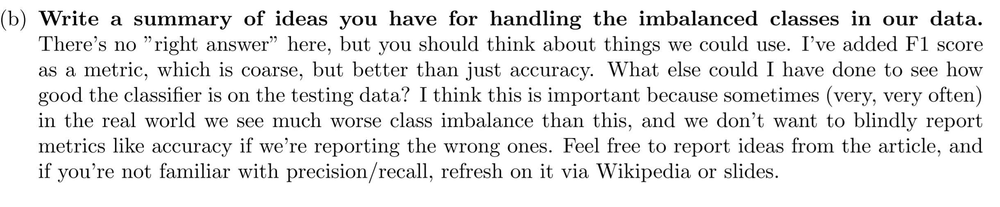 (b) Write a summary of ideas you have for handling the imbalanced classes in our data.
There’s no ”right answer” here, but you should think about things we could use. I’ve added F1 score
as a metric, which is coarse, but better than just accuracy. What else could I have done to see how
good the classifier is on the testing data? I think this is important because sometimes (very, very often)
in the real world we see much worse class imbalance than this, and we don’t want to blindly report
metrics like accuracy if we’re reporting the wrong ones. Feel free to report ideas from the article, and
if you’re not familiar with precision/recall, refresh on it via Wikipedia or slides.